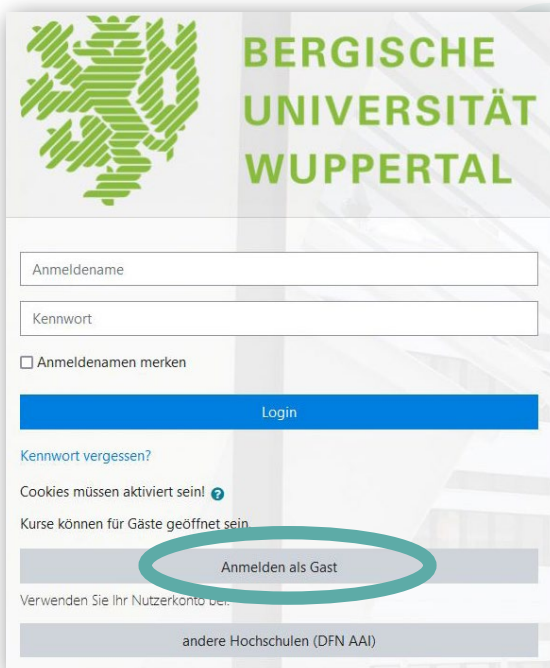 BERGISCHE
UNIVERSITÄT
WUPPERTAL
Anmeldename
Kennwort
Anmeldenamen merken
Login
Kennwort vergessen?
Cookies müssen aktiviert sein!
Kurse können für Gäste geöffnet sein
Anmelden als Gast
Verwenden Sie Ihr Nutzerkonto bei:
andere Hochschulen (DFN AAI)